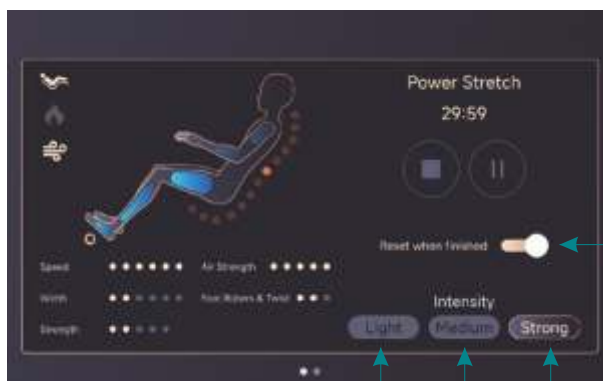 Power Stretch
29:59
Reset when finished
Speed
Air Strength
Width
Foot Rollers & Twist
Strength
Intensity
Light
Medium
Strong